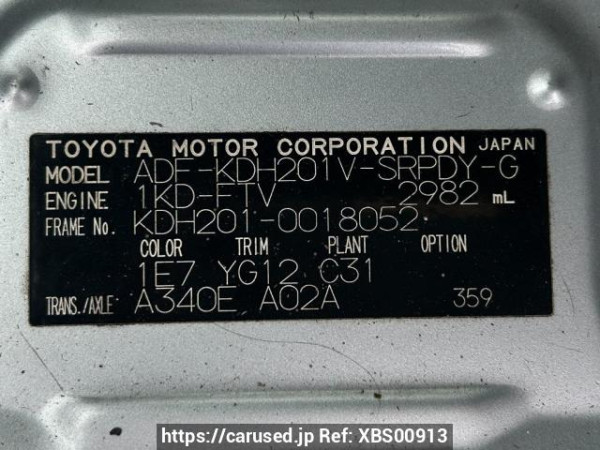 TOYOTA MOTOR CORPORATION JAPAN
MODEL ADF-KDH201V-SRPDY-G
ENGINE 1KD-FTV 2982 mL
FRAME No. KDH201-0018052
COLOR TRIM PLANT OPTION
1E7 YG12 C31
TRANS./AXLE A340E A02A 359
https://carused.jp Ref: XBS00913